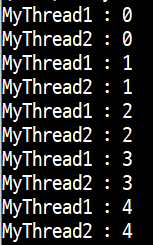 MyThread1 : 0
MyThread2 : 0
MyThread1 : 1
MyThread2 : 1
MyThread1 : 2
MyThread2 : 2
MyThread1 : 3
MyThread2 : 3
MyThread1 : 4
MyThread2 : 4